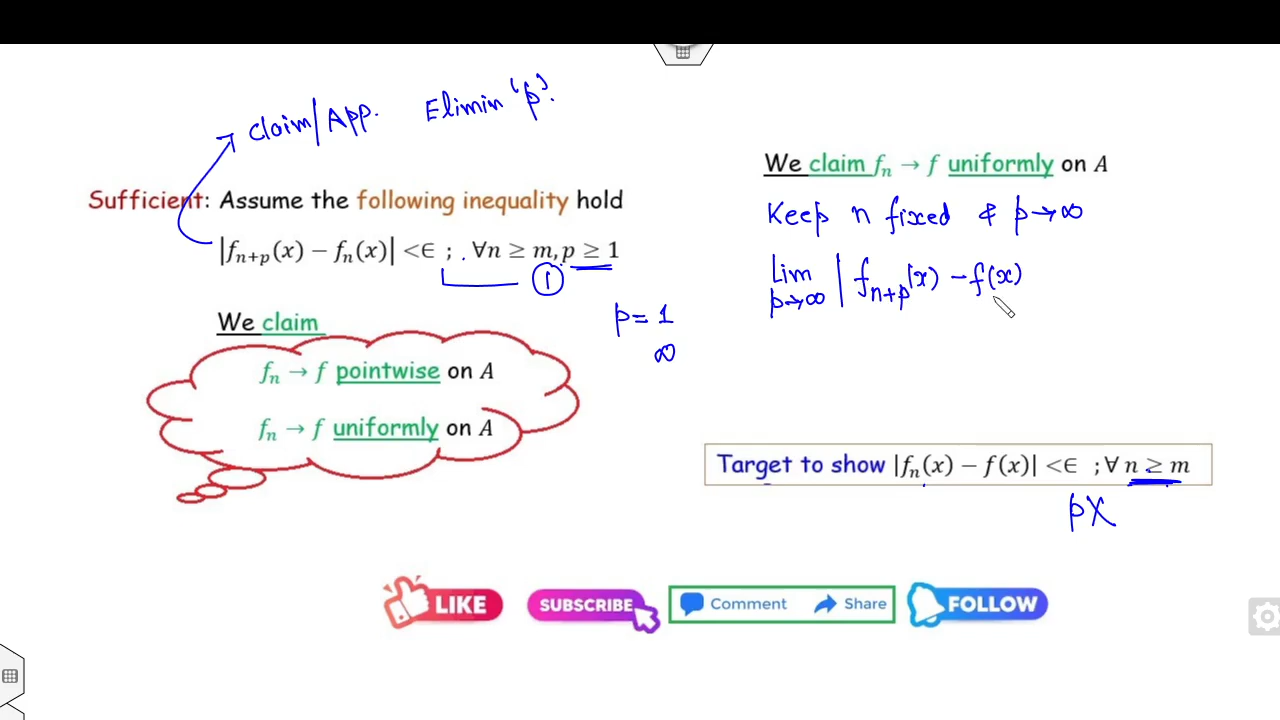 claim/App. Elimin 'p'.
Sufficient: Assume the following inequality hold
|fₙ₊ₚ(x) − fₙ(x)| <∈ ; ∀n ≥ m, p ≥ 1
①
We claim
fₙ → f pointwise on A
fₙ → f uniformly on A
p = 1
∞
We claim fₙ → f uniformly on A
Keep n fixed & p→∞
Lim p→∞ | fₙ₊ₚ(x) − f(x)
Target to show |fₙ(x) − f(x)| <∈ ;∀ n ≥ m
pX
LIKE SUBSCRIBE Comment Share FOLLOW